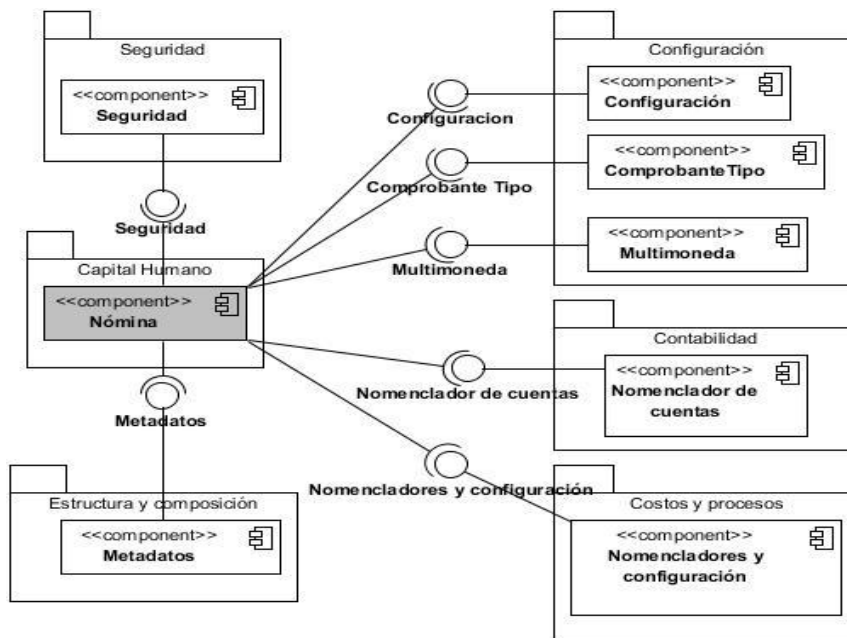 Seguridad
<<component>>
Seguridad
Seguridad
Capital Humano
<<component>>
Nómina
Metadatos
Estructura y composición
<<component>>
Metadatos
Configuracion
Comprobante Tipo
Multimoneda
Nomenclador de cuentas
Nomencladores y configuración
Configuración
<<component>>
Configuración
<<component>>
ComprobanteTipo
<<component>>
Multimoneda
Contabilidad
<<component>>
Nomenclador de
cuentas
Costos y procesos
<<component>>
Nomencladores y
configuración